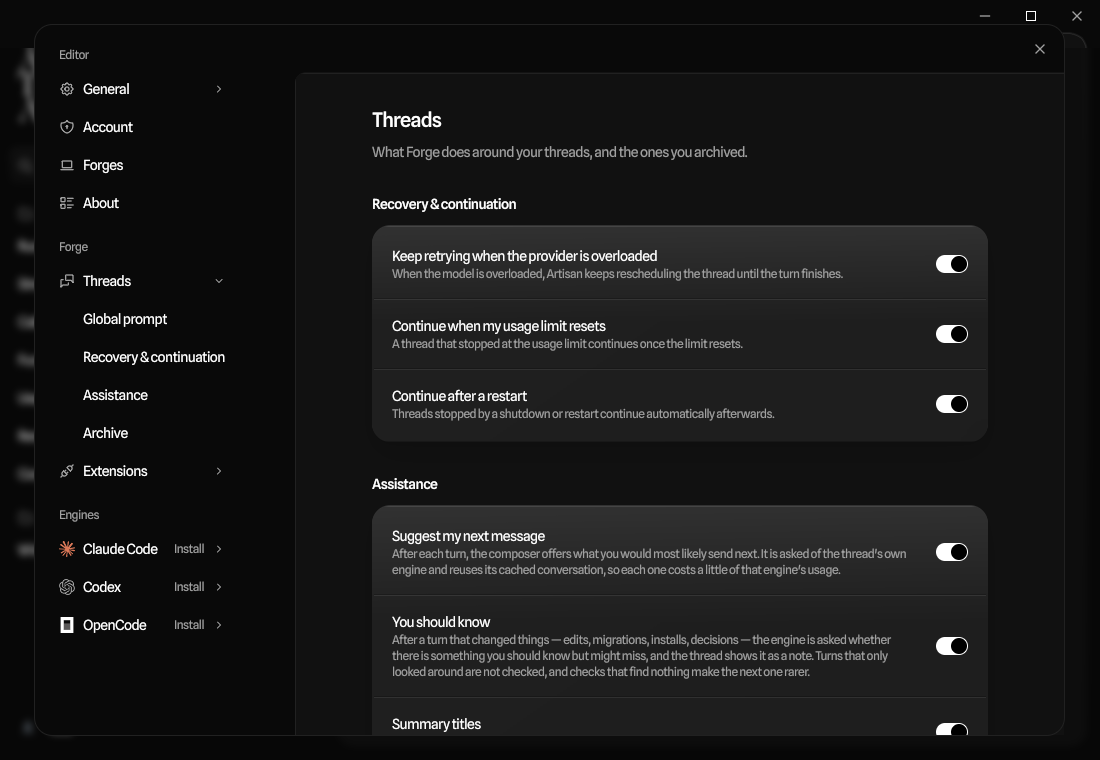 Editor
General
Account
Forges
About
Forge
Threads
Global prompt
Recovery & continuation
Assistance
Archive
Extensions
Engines
Claude Code Install
Codex Install
OpenCode Install
Threads
What Forge does around your threads, and the ones you archived.
Recovery & continuation
Keep retrying when the provider is overloaded
When the model is overloaded, Artisan keeps rescheduling the thread until the turn finishes.
Continue when my usage limit resets
A thread that stopped at the usage limit continues once the limit resets.
Continue after a restart
Threads stopped by a shutdown or restart continue automatically afterwards.
Assistance
Suggest my next message
After each turn, the composer offers what you would most likely send next. It is asked of the thread's own
engine and reuses its cached conversation, so each one costs a little of that engine's usage.
You should know
After a turn that changed things — edits, migrations, installs, decisions — the engine is asked whether
there is something you should know but might miss, and the thread shows it as a note. Turns that only
looked around are not checked, and checks that find nothing make the next one rarer.
Summary titles